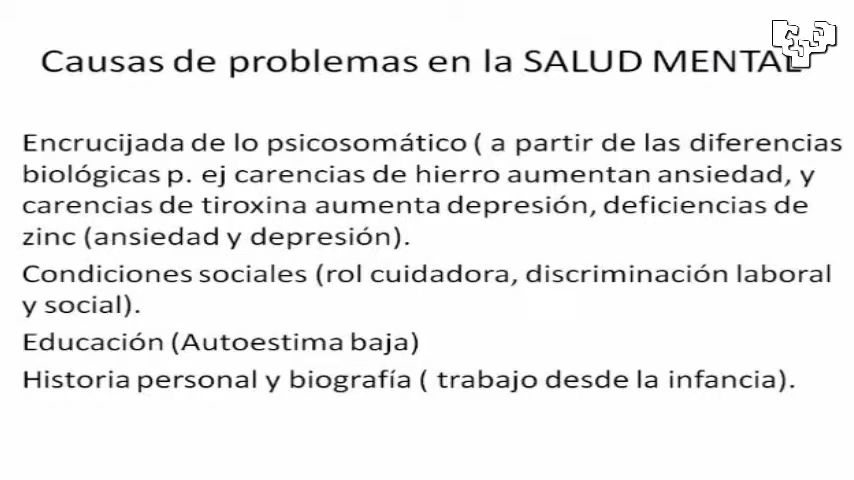 Causas de problemas en la SALUD MENTAL
Encrucijada de lo psicosomático ( a partir de las diferencias
biológicas p. ej carencias de hierro aumentan ansiedad, y
carencias de tiroxina aumenta depresión, deficiencias de
zinc (ansiedad y depresión).
Condiciones sociales (rol cuidadora, discriminación laboral
y social).
Educación (Autoestima baja)
Historia personal y biografía ( trabajo desde la infancia).